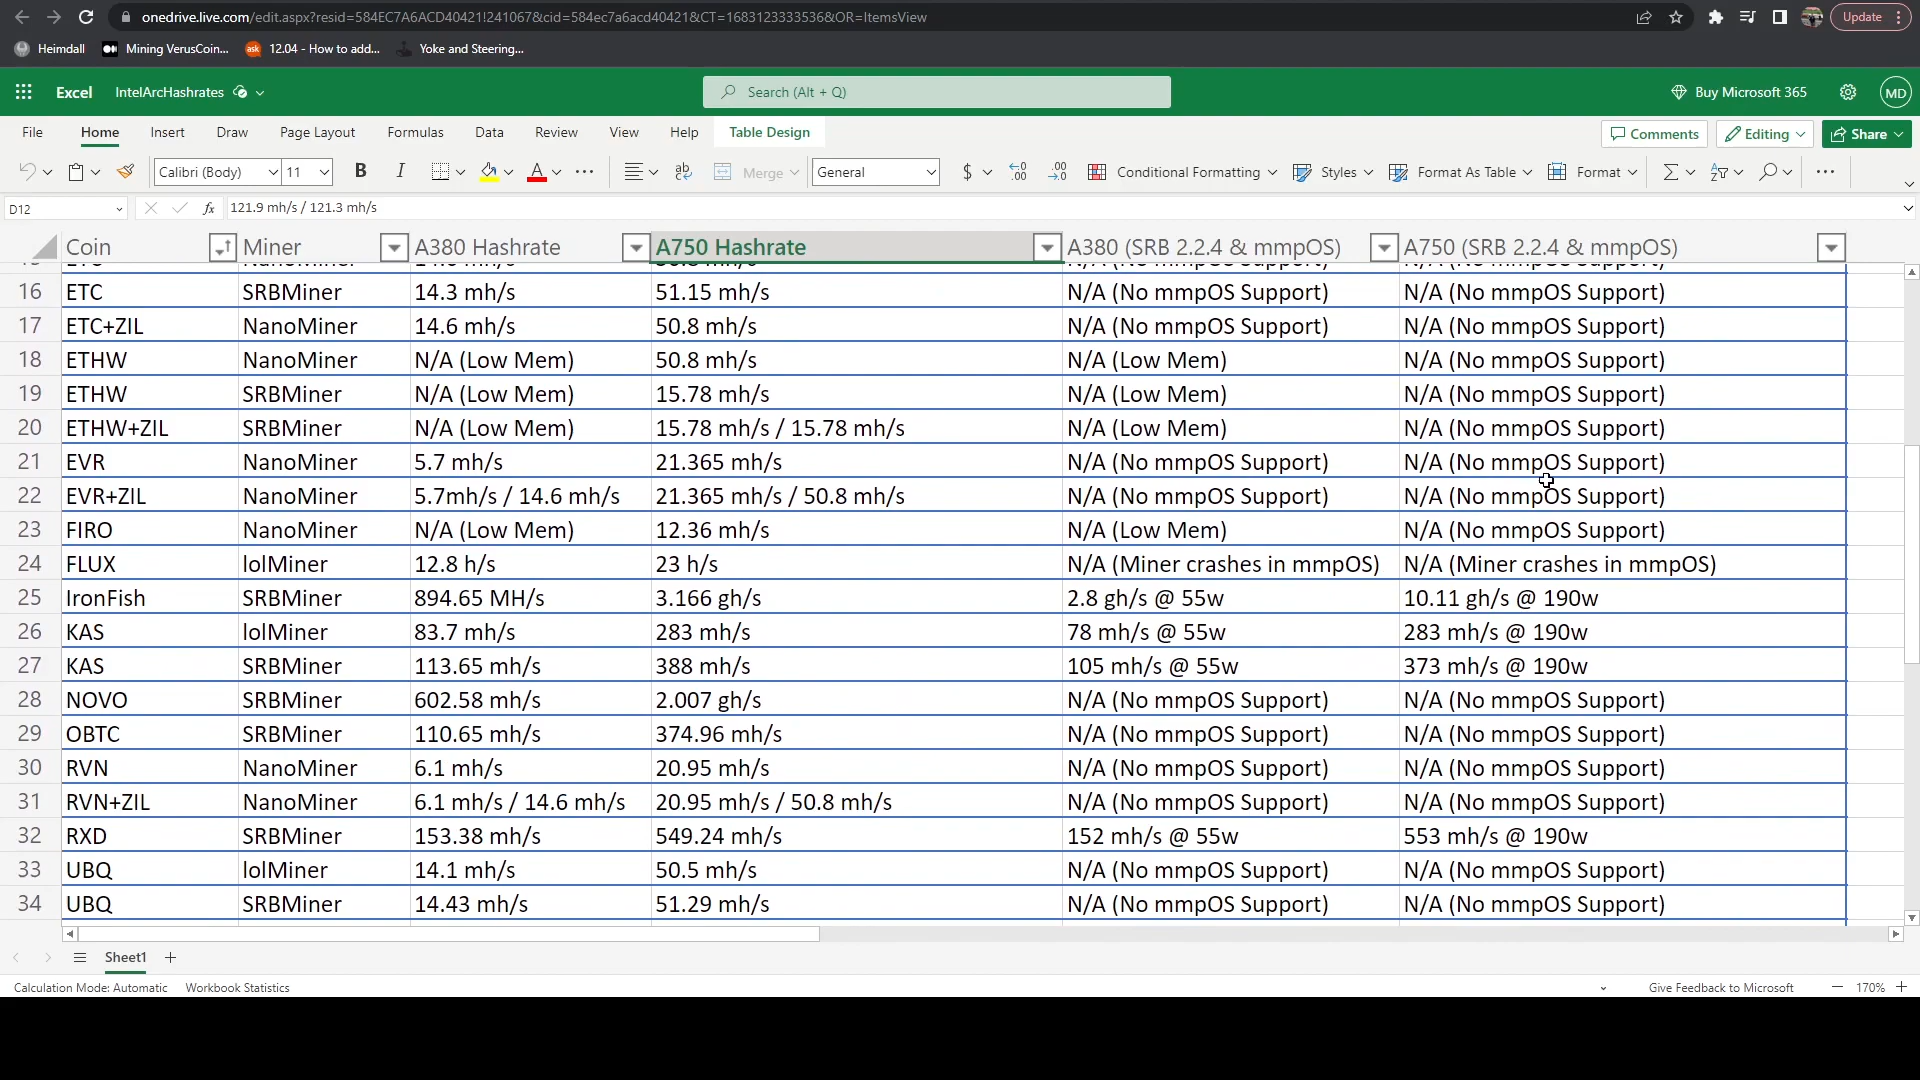 onedrive.live.com/edit.aspx?resid=584EC7A6ACD40421!241067&cid=584ec7a6acd40421&CT=1683123333536&OR=ItemsView
Update
Heimdall Mining VerusCoin... ask 12.04 - How to add... Yoke and Steering...
Excel IntelArcHashrates Search (Alt + Q) Buy Microsoft 365 MD
File Home Insert Draw Page Layout Formulas Data Review View Help Table Design Comments Editing Share
Calibri (Body) 11 B I A ab Merge General $ .00 .00 Conditional Formatting Styles Format As Table Format
D12 fx 121.9 mh/s / 121.3 mh/s
Coin Miner A380 Hashrate A750 Hashrate A380 (SRB 2.2.4 & mmpOS) A750 (SRB 2.2.4 & mmpOS)
16 ETC SRBMiner 14.3 mh/s 51.15 mh/s N/A (No mmpOS Support) N/A (No mmpOS Support)
17 ETC+ZIL NanoMiner 14.6 mh/s 50.8 mh/s N/A (No mmpOS Support) N/A (No mmpOS Support)
18 ETHW NanoMiner N/A (Low Mem) 50.8 mh/s N/A (Low Mem) N/A (No mmpOS Support)
19 ETHW SRBMiner N/A (Low Mem) 15.78 mh/s N/A (Low Mem) N/A (No mmpOS Support)
20 ETHW+ZIL SRBMiner N/A (Low Mem) 15.78 mh/s / 15.78 mh/s N/A (Low Mem) N/A (No mmpOS Support)
21 EVR NanoMiner 5.7 mh/s 21.365 mh/s N/A (No mmpOS Support) N/A (No mmpOS Support)
22 EVR+ZIL NanoMiner 5.7mh/s / 14.6 mh/s 21.365 mh/s / 50.8 mh/s N/A (No mmpOS Support) N/A (No mmpOS Support)
23 FIRO NanoMiner N/A (Low Mem) 12.36 mh/s N/A (Low Mem) N/A (No mmpOS Support)
24 FLUX lolMiner 12.8 h/s 23 h/s N/A (Miner crashes in mmpOS) N/A (Miner crashes in mmpOS)
25 IronFish SRBMiner 894.65 MH/s 3.166 gh/s 2.8 gh/s @ 55w 10.11 gh/s @ 190w
26 KAS lolMiner 83.7 mh/s 283 mh/s 78 mh/s @ 55w 283 mh/s @ 190w
27 KAS SRBMiner 113.65 mh/s 388 mh/s 105 mh/s @ 55w 373 mh/s @ 190w
28 NOVO SRBMiner 602.58 mh/s 2.007 gh/s N/A (No mmpOS Support) N/A (No mmpOS Support)
29 OBTC SRBMiner 110.65 mh/s 374.96 mh/s N/A (No mmpOS Support) N/A (No mmpOS Support)
30 RVN NanoMiner 6.1 mh/s 20.95 mh/s N/A (No mmpOS Support) N/A (No mmpOS Support)
31 RVN+ZIL NanoMiner 6.1 mh/s / 14.6 mh/s 20.95 mh/s / 50.8 mh/s N/A (No mmpOS Support) N/A (No mmpOS Support)
32 RXD SRBMiner 153.38 mh/s 549.24 mh/s 152 mh/s @ 55w 553 mh/s @ 190w
33 UBQ lolMiner 14.1 mh/s 50.5 mh/s N/A (No mmpOS Support) N/A (No mmpOS Support)
34 UBQ SRBMiner 14.43 mh/s 51.29 mh/s N/A (No mmpOS Support) N/A (No mmpOS Support)
Sheet1
Calculation Mode: Automatic Workbook Statistics Give Feedback to Microsoft 170%